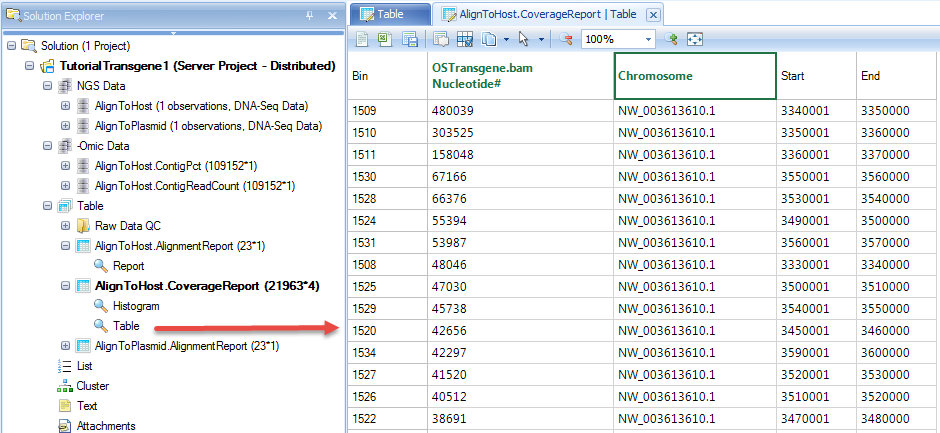 Solution Explorer
Solution (1 Project)
TutorialTransgene1 (Server Project - Distributed)
NGS Data
AlignToHost (1 observations, DNA-Seq Data)
AlignToPlasmid (1 observations, DNA-Seq Data)
-Omic Data
AlignToHost.ContigPct (109152*1)
AlignToHost.ContigReadCount (109152*1)
Table
Raw Data QC
AlignToHost.AlignmentReport (23*1)
Report
AlignToHost.CoverageReport (21963*4)
Histogram
Table
AlignToPlasmid.AlignmentReport (23*1)
List
Cluster
Text
Attachments
Table AlignToHost.CoverageReport | Table
100%
Bin OSTransgene.bam Nucleotide# Chromosome Start End
1509 480039 NW_003613610.1 3340001 3350000
1510 303525 NW_003613610.1 3350001 3360000
1511 158048 NW_003613610.1 3360001 3370000
1530 67166 NW_003613610.1 3550001 3560000
1528 66376 NW_003613610.1 3530001 3540000
1524 55394 NW_003613610.1 3490001 3500000
1531 53987 NW_003613610.1 3560001 3570000
1508 48046 NW_003613610.1 3330001 3340000
1525 47030 NW_003613610.1 3500001 3510000
1529 45738 NW_003613610.1 3540001 3550000
1520 42656 NW_003613610.1 3450001 3460000
1534 42297 NW_003613610.1 3590001 3600000
1527 41520 NW_003613610.1 3520001 3530000
1526 40512 NW_003613610.1 3510001 3520000
1522 38691 NW_003613610.1 3470001 3480000